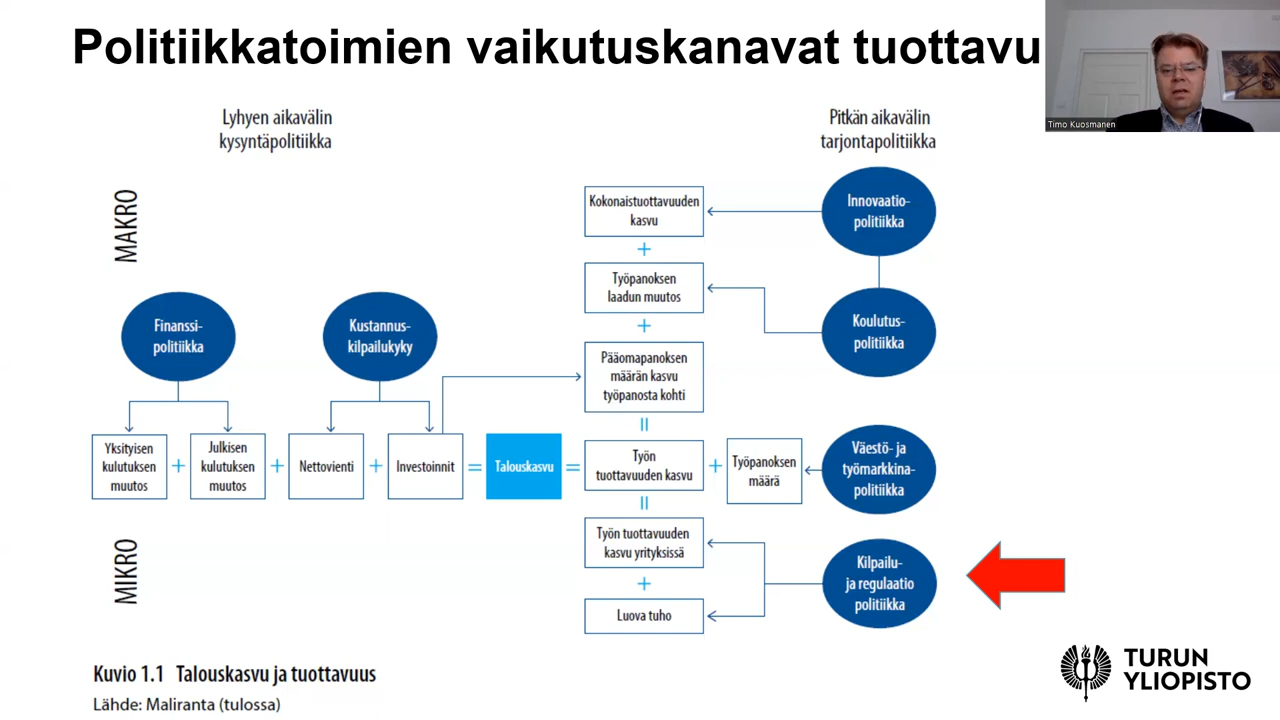 Politiikkatoimien vaikutuskanavat tuottavu
Timo Kuosmanen
Lyhyen aikavälin
kysyntäpolitiikka
Pitkän aikavälin
tarjontapolitiikka
MAKRO
Kokonaistuottavuuden
kasvu
Innovaatio-
politiikka
+
Työpanoksen
laadun muutos
+
Koulutus-
politiikka
Finanssi-
politiikka
Kustannus-
kilpailukyky
Pääomapanoksen
määrän kasvu
työpanosta kohti
=
Yksityisen
kulutuksen
muutos
+
Julkisen
kulutuksen
muutos
+
Nettovienti
+
Investoinnit
=
Talouskasvu
=
Työn
tuottavuuden kasvu
+
Työpanoksen
määrä
Väestö- ja
työmarkkina-
politiikka
=
MIKRO
Työn tuottavuuden
kasvu yrityksissä
+
Luova tuho
Kilpailu-
ja regulaatio
politiikka
Kuvio 1.1 Talouskasvu ja tuottavuus
Lähde: Maliranta (tulossa)
TURUN
YLIOPISTO